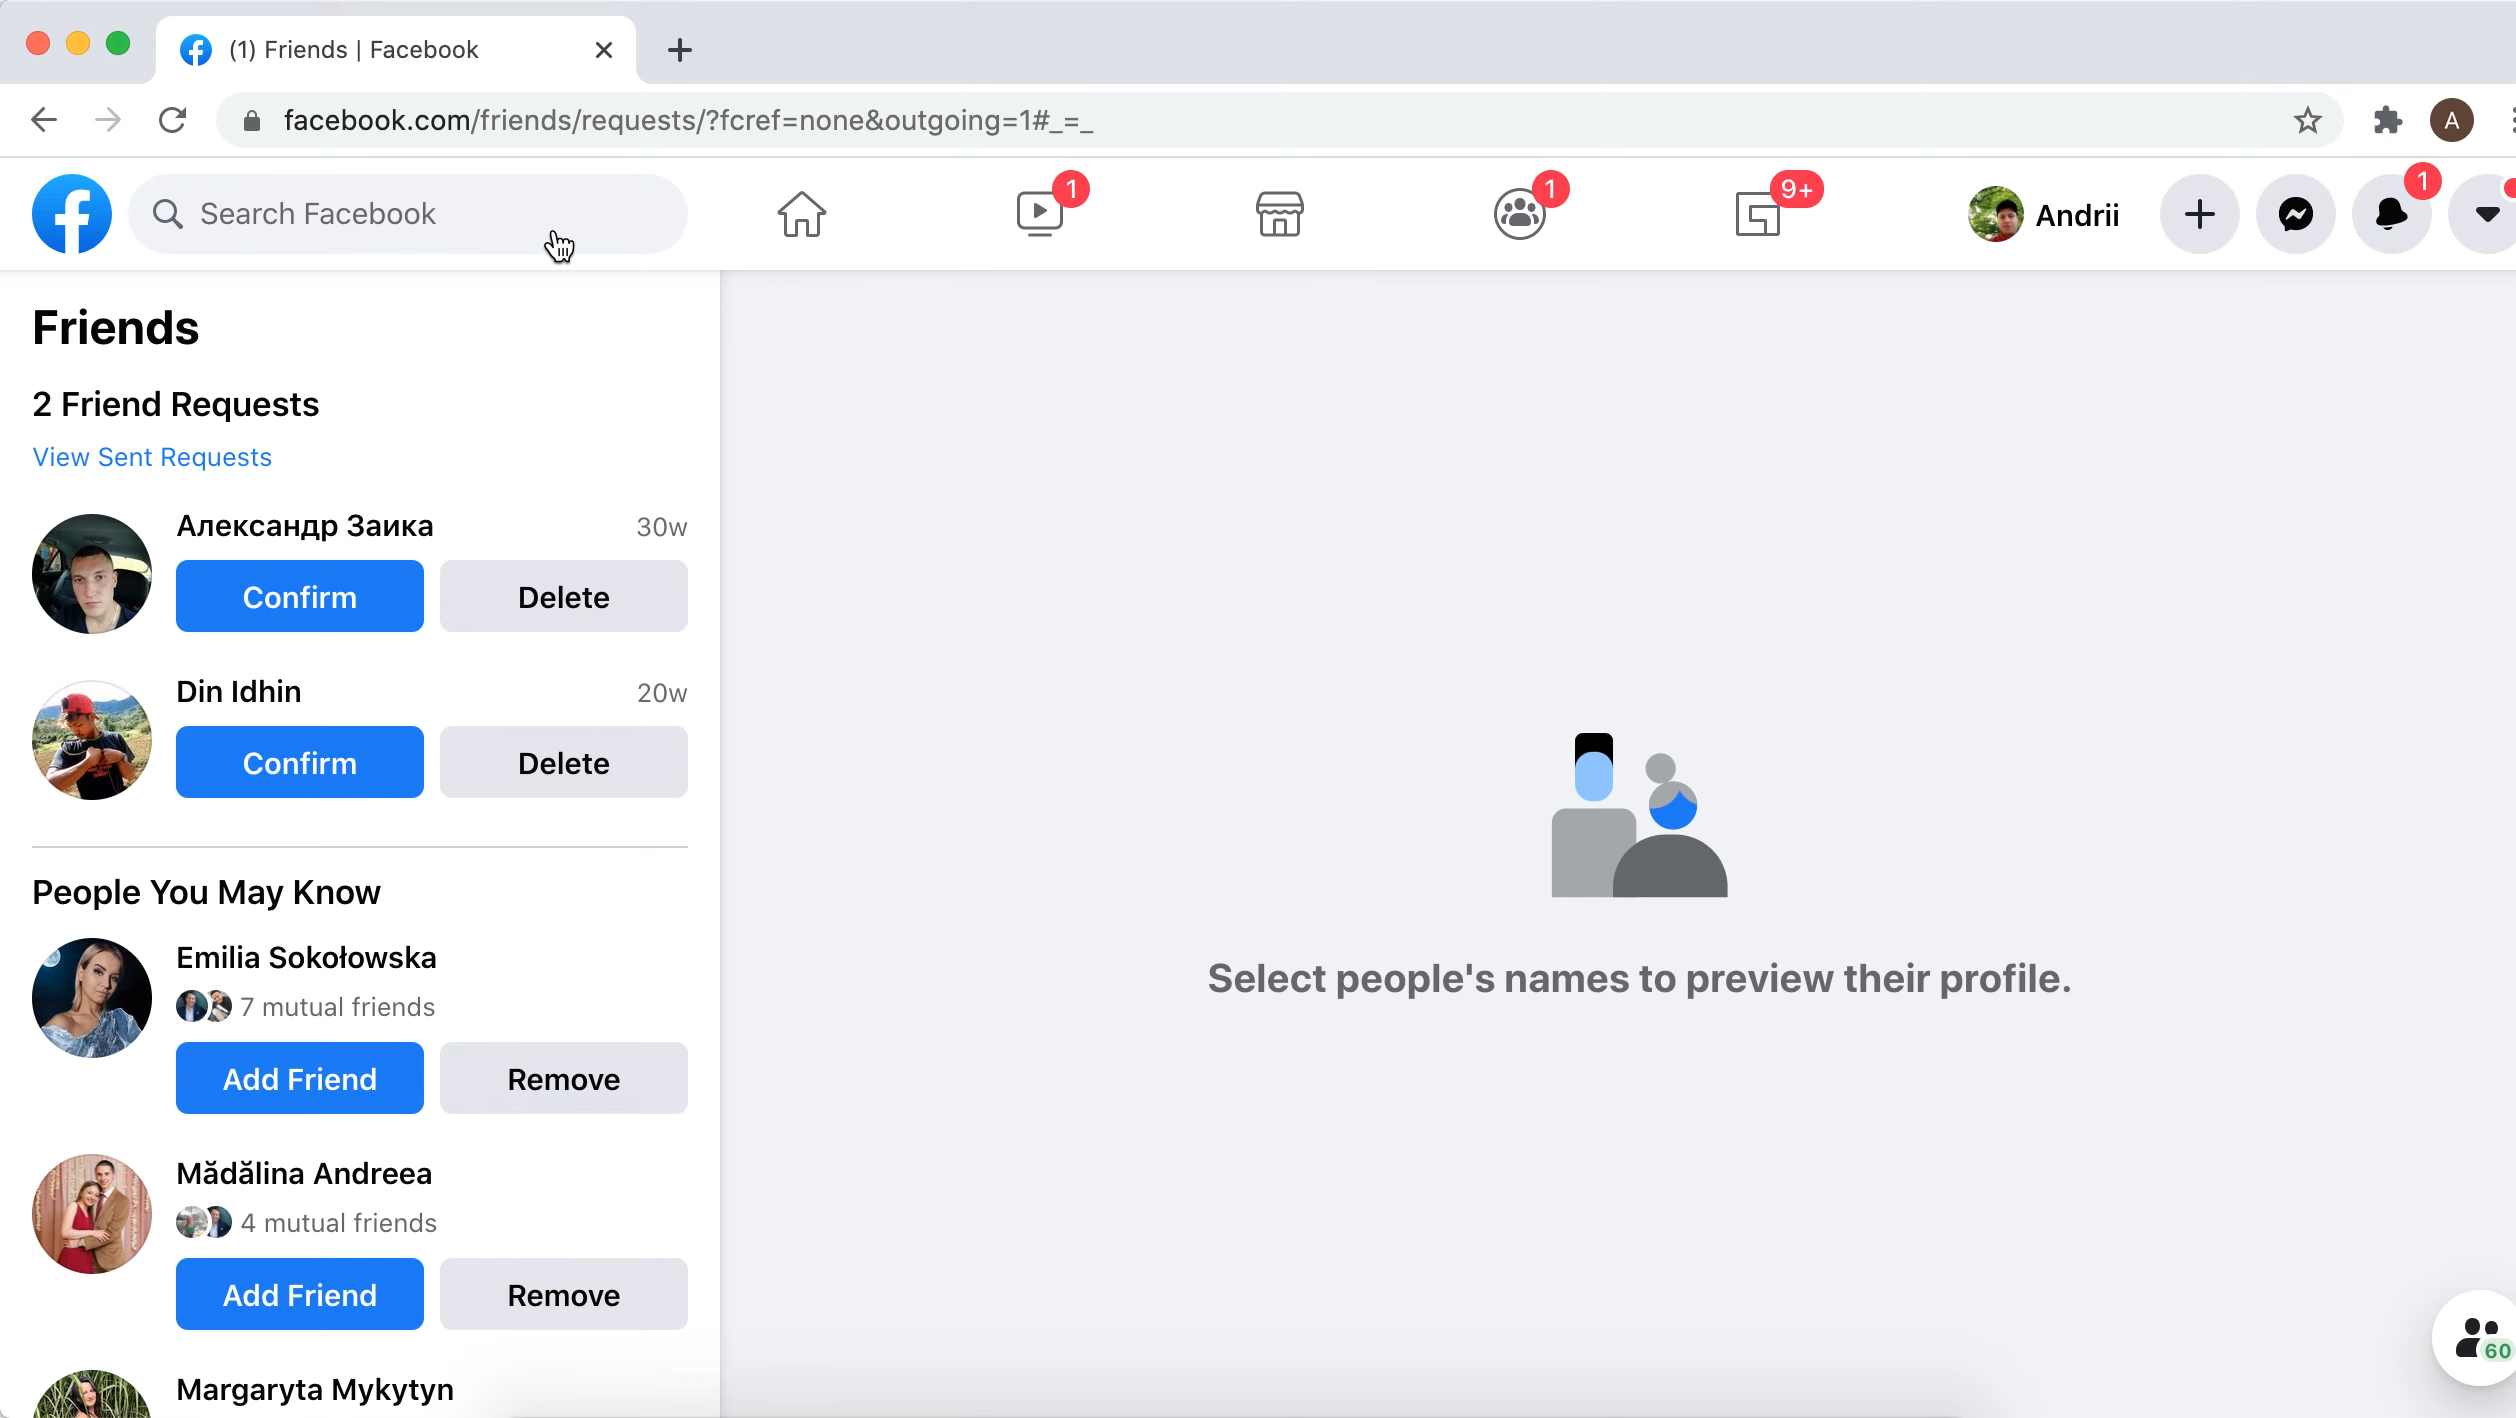 (1) Friends | Facebook
facebook.com/friends/requests/?fcref=none&outgoing=1#_=_
A
Search Facebook
1
1
9+
Andrii
1
Friends
2 Friend Requests
View Sent Requests
Александр Заика
30w
Confirm
Delete
Din Idhin
20w
Confirm
Delete
People You May Know
Emilia Sokołowska
7 mutual friends
Add Friend
Remove
Mădălina Andreea
4 mutual friends
Add Friend
Remove
Margaryta Mykytyn
Select people's names to preview their profile.
60